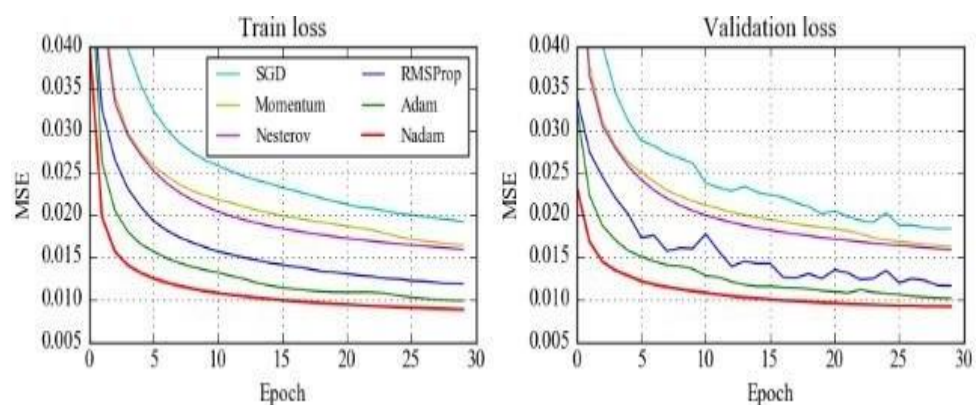 Train loss
0.040
0.035
0.030
0.025
0.020
0.015
0.010
0.005
MSE
SGD
Momentum
Nesterov
RMSProp
Adam
Nadam
0 5 10 15 20 25 30
Epoch
Validation loss
0.040
0.035
0.030
0.025
0.020
0.015
0.010
0.005
MSE
0 5 10 15 20 25 30
Epoch